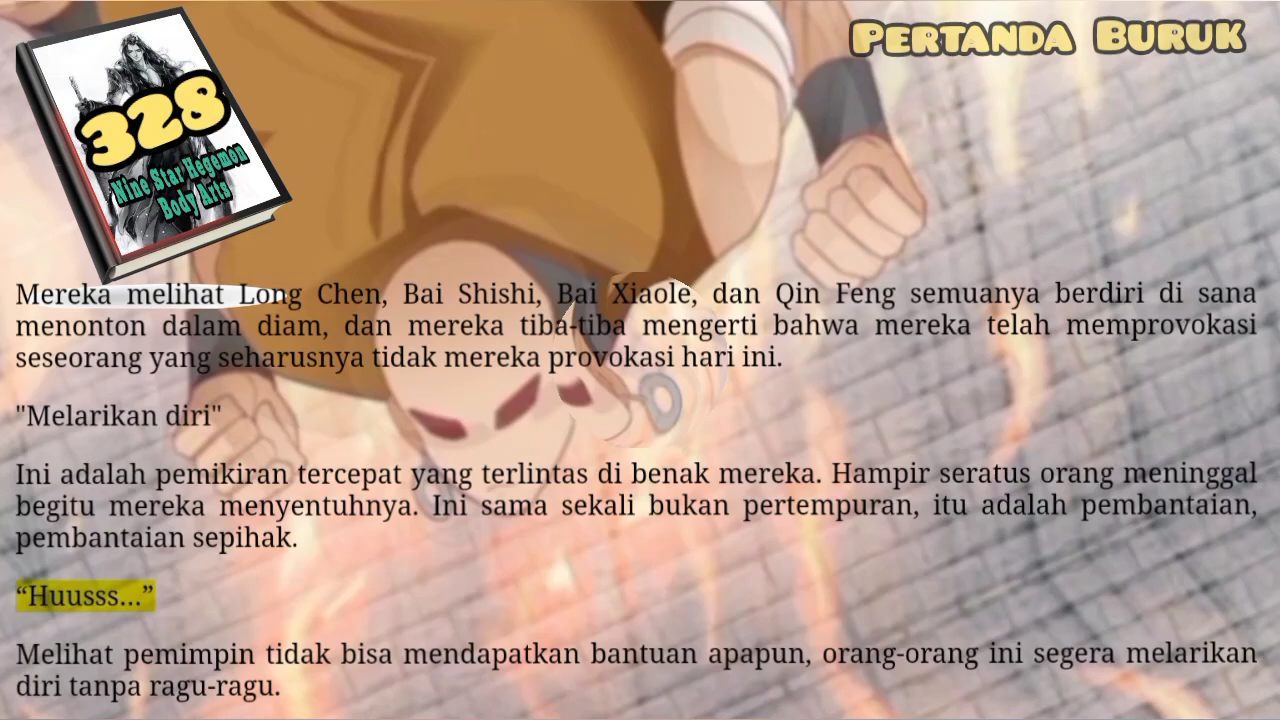 Pertanda Buruk
328
Nine Star Hegemon
Body Arts
Mereka melihat Long Chen, Bai Shishi, Bai Xiaole, dan Qin Feng semuanya berdiri di sana
menonton dalam diam, dan mereka tiba-tiba mengerti bahwa mereka telah memprovokasi
seseorang yang seharusnya tidak mereka provokasi hari ini.
"Melarikan diri"
Ini adalah pemikiran tercepat yang terlintas di benak mereka. Hampir seratus orang meninggal
begitu mereka menyentuhnya. Ini sama sekali bukan pertempuran, itu adalah pembantaian,
pembantaian sepihak.
“Huusss...”
Melihat pemimpin tidak bisa mendapatkan bantuan apapun, orang-orang ini segera melarikan
diri tanpa ragu-ragu.